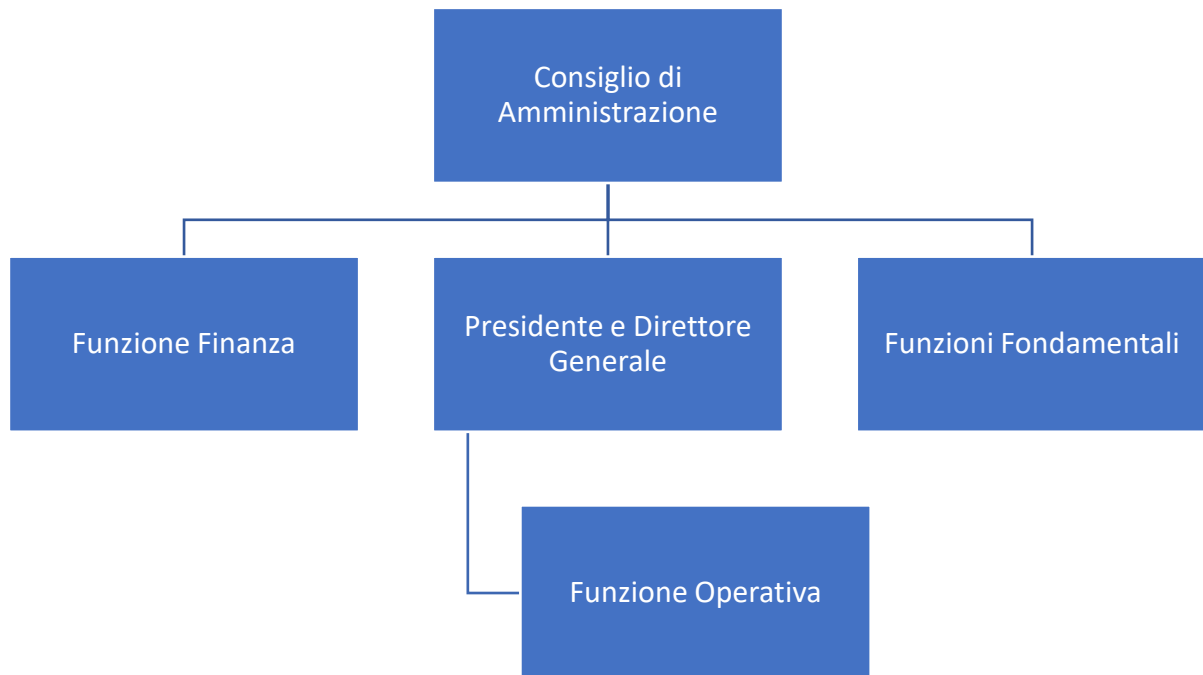 Consiglio di
Amministrazione
Funzione Finanza
Presidente e Direttore
Generale
Funzioni Fondamentali
Funzione Operativa